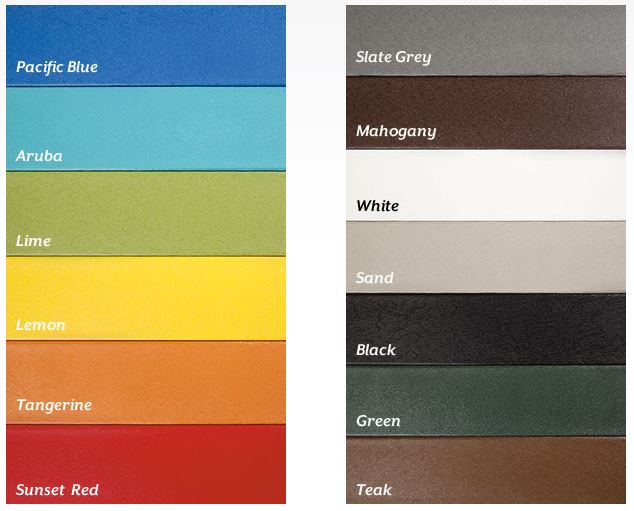 Pacific Blue
Aruba
Lime
Lemon
Tangerine
Sunset Red
Slate Grey
Mahogany
White
Sand
Black
Green
Teak